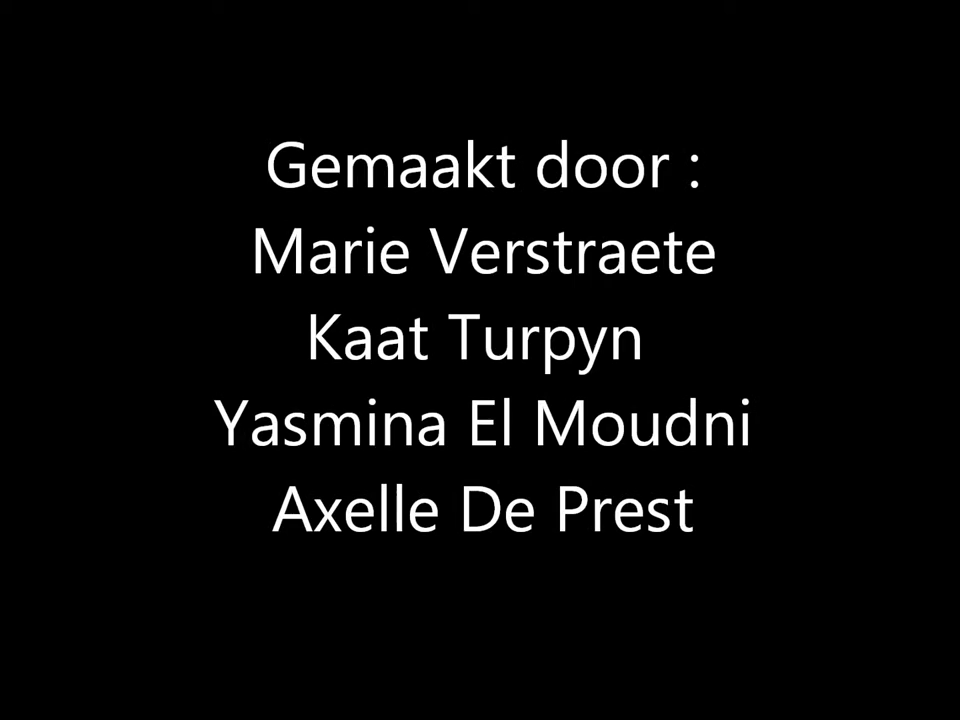 Gemaakt door :
Marie Verstraete
Kaat Turpyn
Yasmina El Moudni
Axelle De Prest